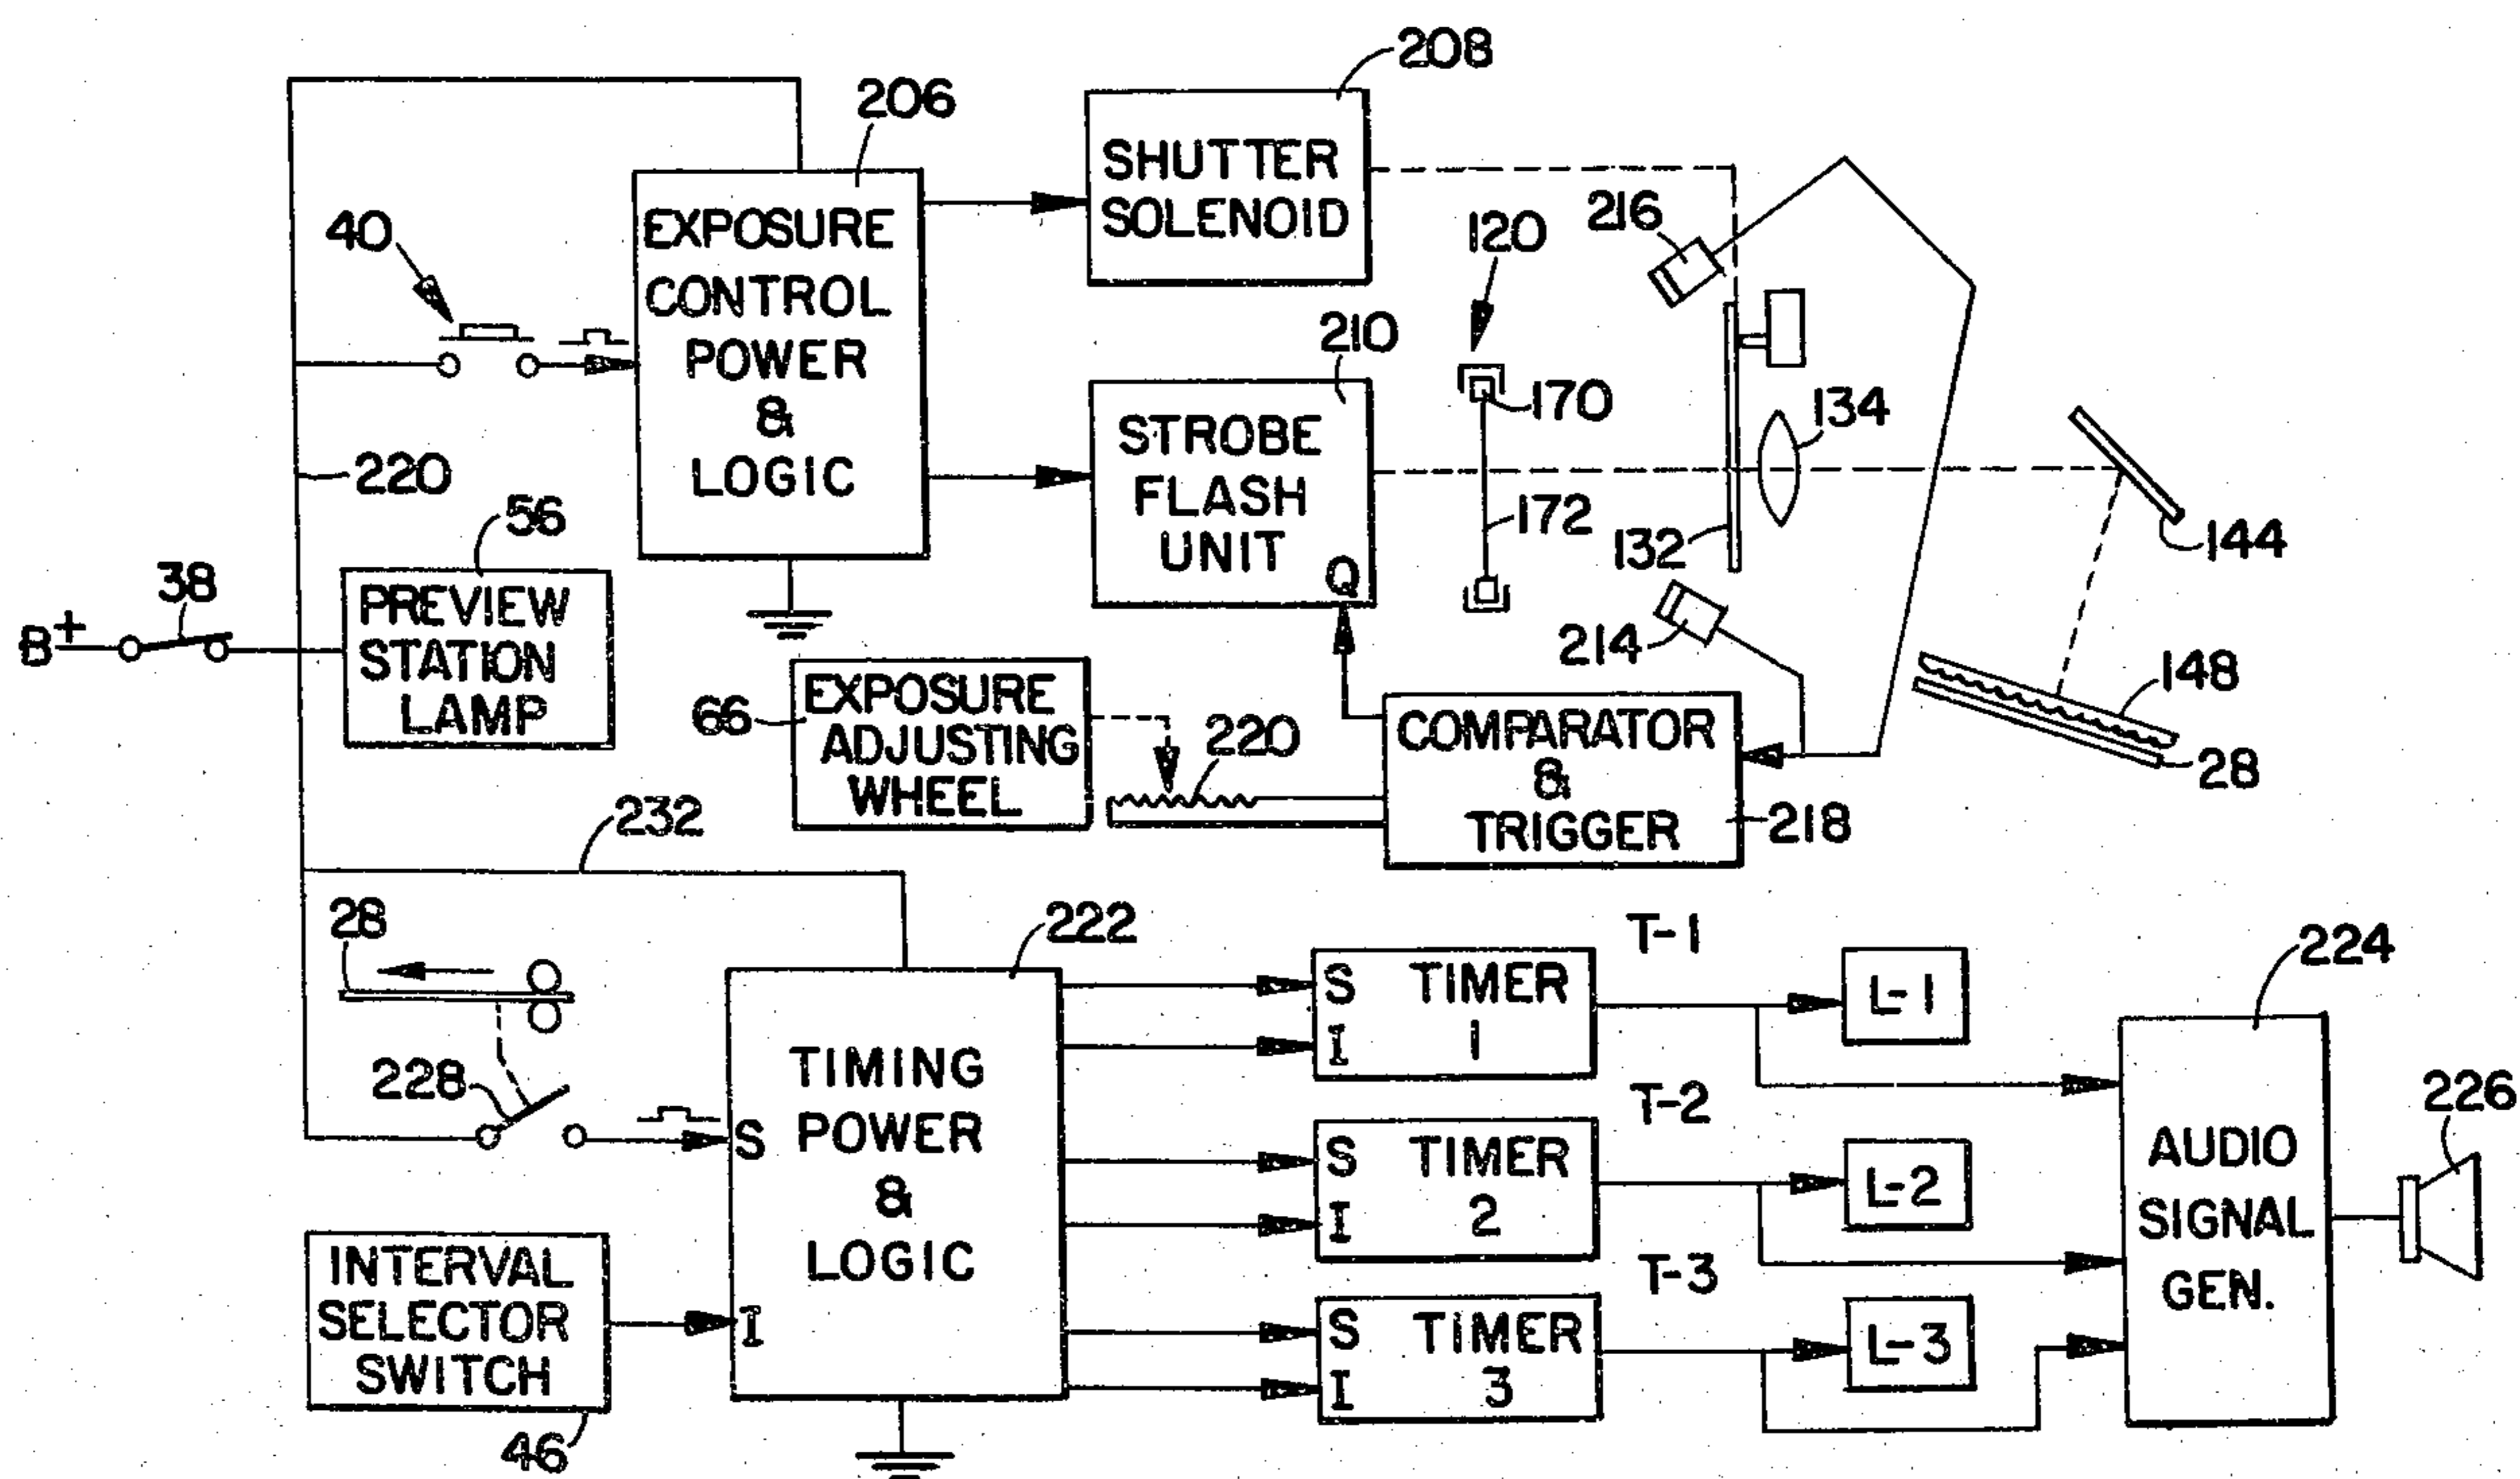 208
206
SHUTTER
SOLENOID
40
EXPOSURE
CONTROL
POWER
&
LOGIC
120
216
210
170
134
STROBE
FLASH
UNIT
Q
172
132
144
220
56
PREVIEW
STATION
LAMP
38
B+
214
148
28
66
EXPOSURE
ADJUSTING
WHEEL
220
COMPARATOR
&
TRIGGER
218
232
28
222
T-1
224
S TIMER
I 1
L-1
228
S
TIMING
POWER
&
LOGIC
I
T-2
S TIMER
I 2
L-2
226
AUDIO
SIGNAL
GEN.
INTERVAL
SELECTOR
SWITCH
46
T-3
S TIMER
I 3
L-3